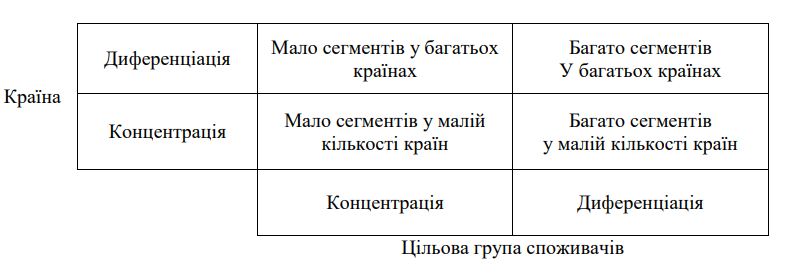 Країна
Диференціація
Мало сегментів у багатьох
країнах
Багато сегментів
У багатьох країнах
Концентрація
Мало сегментів у малій
кількості країн
Багато сегментів
у малій кількості країн
Концентрація
Диференціація
Цільова група споживачів